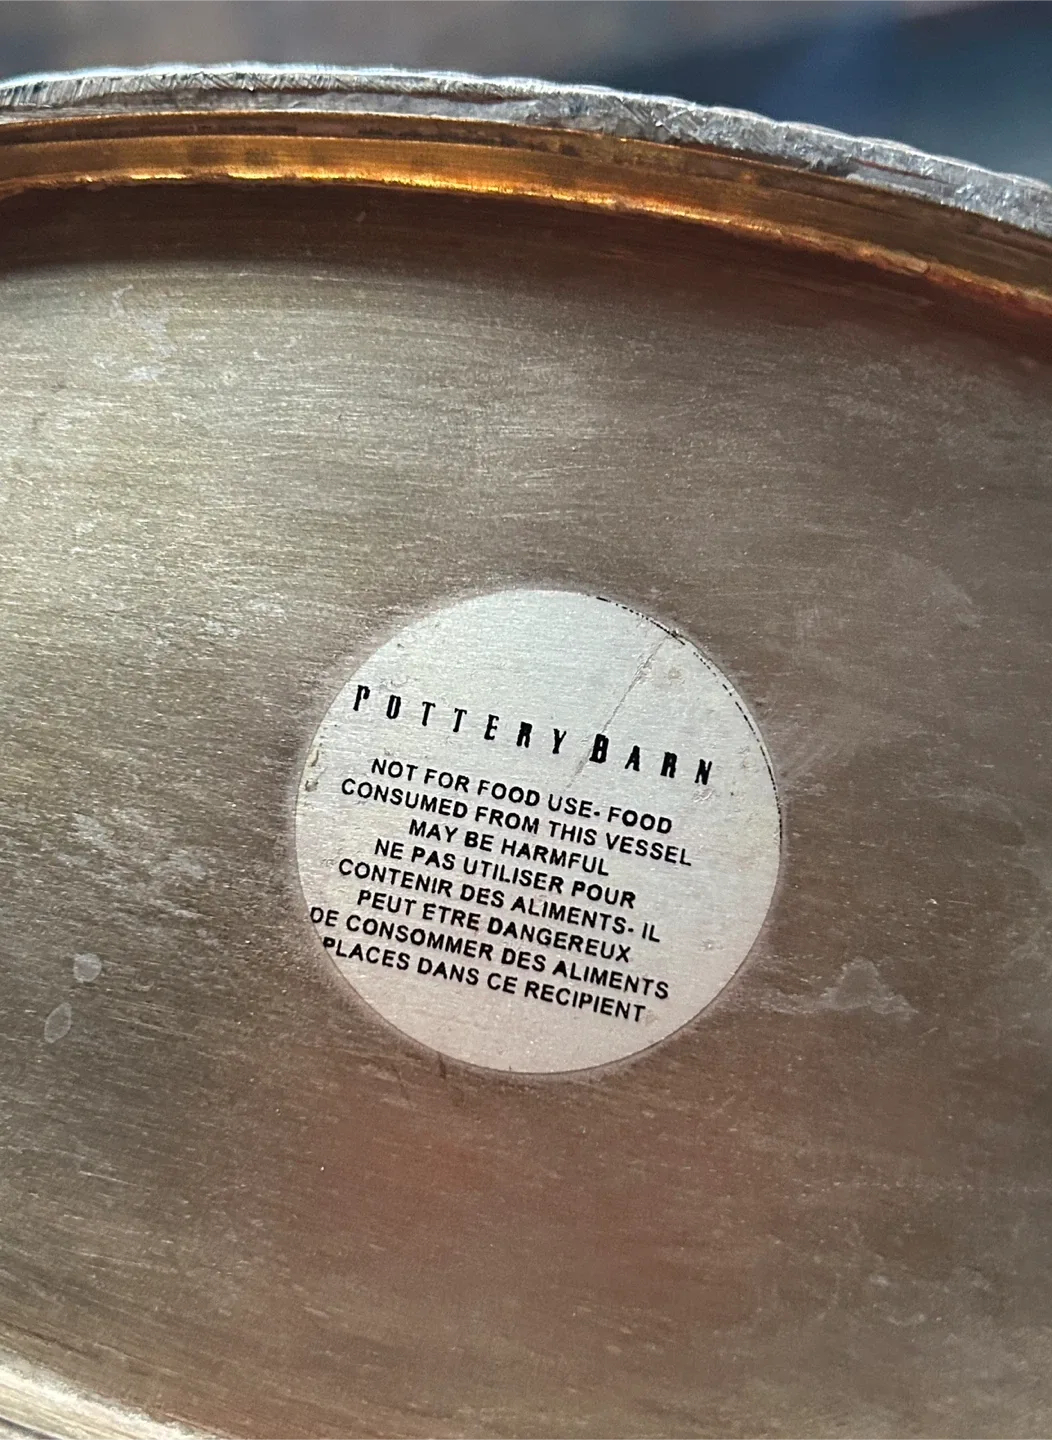 POTTERY BARN
NOT FOR FOOD USE- FOOD
CONSUMED FROM THIS VESSEL
MAY BE HARMFUL
NE PAS UTILISER POUR
CONTENIR DES ALIMENTS- IL
PEUT ETRE DANGEREUX
DE CONSOMMER DES ALIMENTS
PLACES DANS CE RECIPIENT